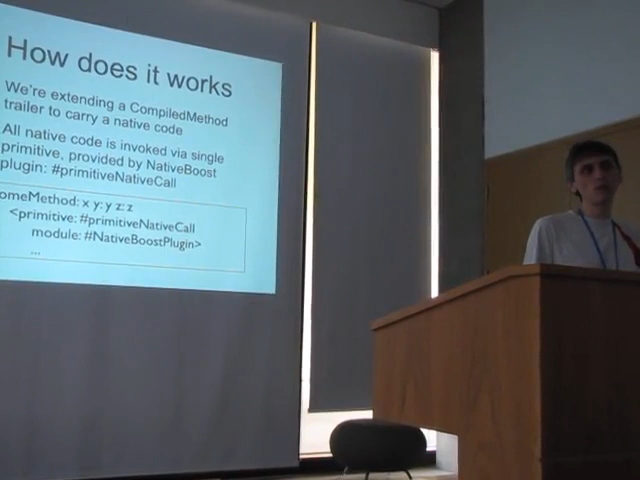 How does it works
We're extending a CompiledMethod
trailer to carry a native code
All native code is invoked via single
primitive, provided by NativeBoost
plugin: #primitiveNativeCall
omeMethod: x y: y z: z
<primitive: #primitiveNativeCall
module: #NativeBoostPlugin>
...